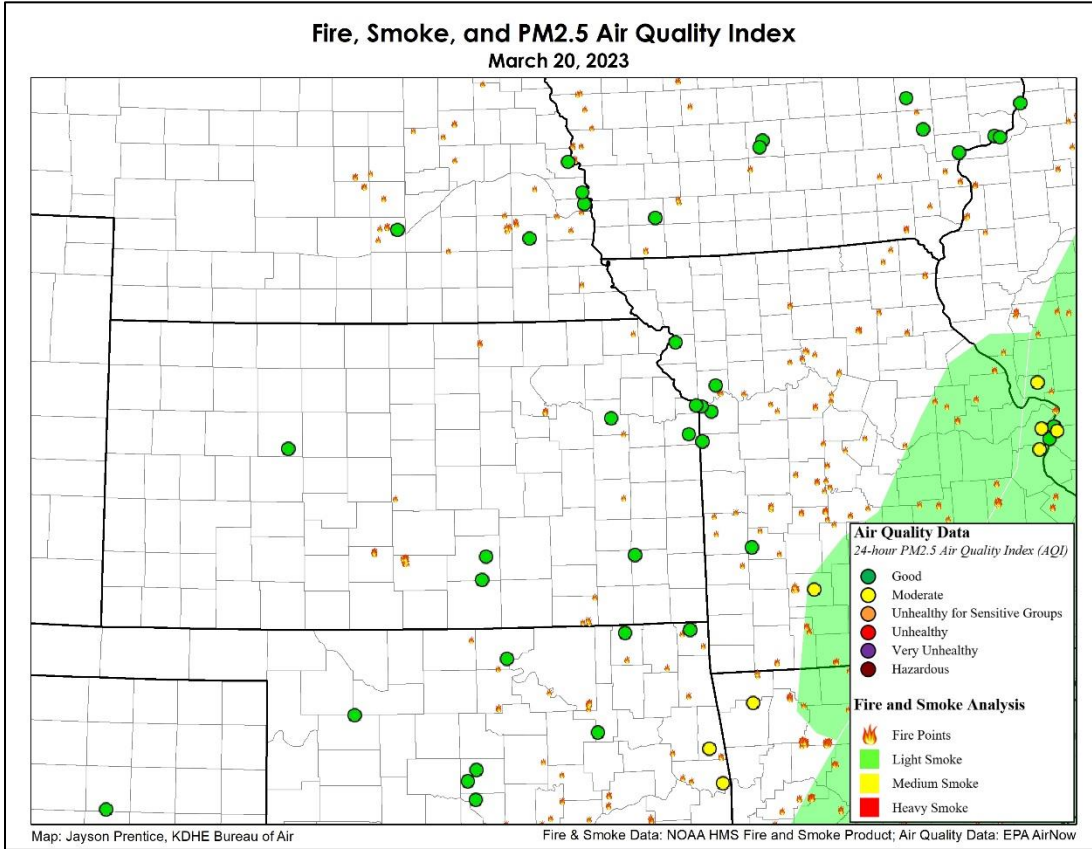 Fire, Smoke, and PM2.5 Air Quality Index
March 20, 2023
Air Quality Data
24-hour PM2.5 Air Quality Index (AQI)
Good
Moderate
Unhealthy for Sensitive Groups
Unhealthy
Very Unhealthy
Hazardous
Fire and Smoke Analysis
Fire Points
Light Smoke
Medium Smoke
Heavy Smoke
Map: Jayson Prentice, KDHE Bureau of Air
Fire & Smoke Data: NOAA HMS Fire and Smoke Product; Air Quality Data: EPA AirNow